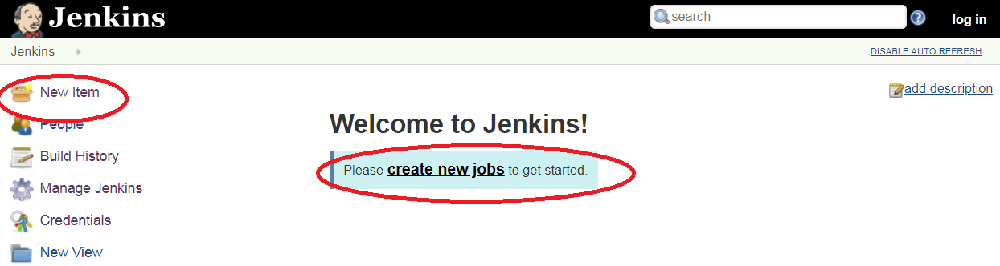 Jenkins
search
log in
Jenkins
DISABLE AUTO REFRESH
New Item
add description
People
Welcome to Jenkins!
Build History
Please create new jobs to get started.
Manage Jenkins
Credentials
New View